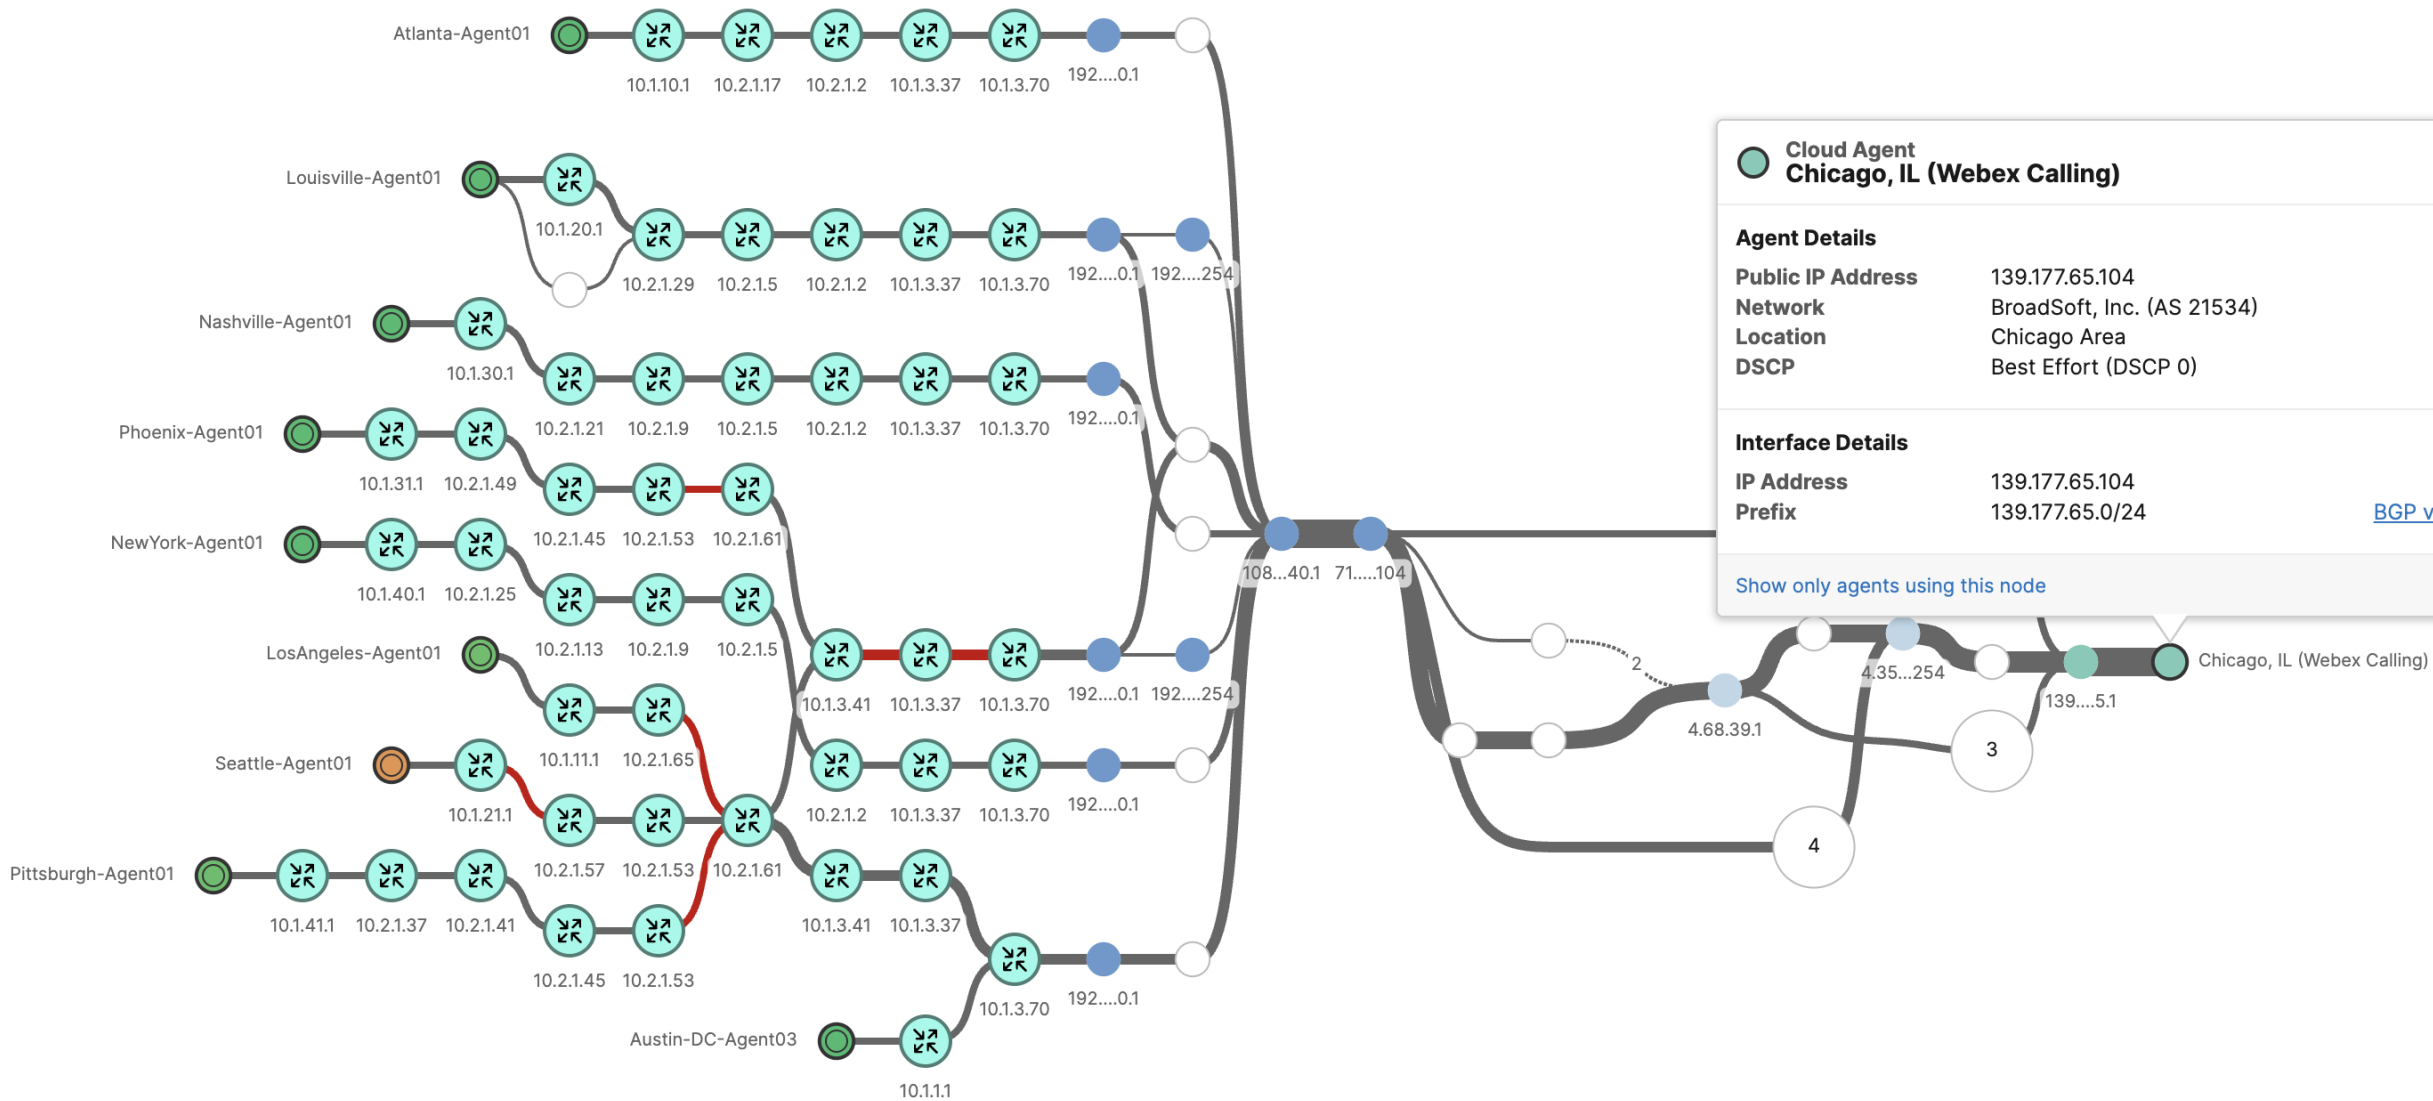 Atlanta-Agent01
10.1.10.1 10.2.1.17 10.2.1.2 10.1.3.37 10.1.3.70 192....0.1
Louisville-Agent01
10.1.20.1
10.2.1.29 10.2.1.5 10.2.1.2 10.1.3.37 10.1.3.70 192....0.1 192....254
Nashville-Agent01
10.1.30.1
10.2.1.21 10.2.1.9 10.2.1.5 10.2.1.2 10.1.3.37 10.1.3.70 192....0.1
Phoenix-Agent01
10.1.31.1 10.2.1.49
10.2.1.45 10.2.1.53 10.2.1.61
NewYork-Agent01
10.1.40.1 10.2.1.25
10.2.1.13 10.2.1.9 10.2.1.5
LosAngeles-Agent01
10.1.3.41 10.1.3.37 10.1.3.70 192....0.1 192....254
10.1.11.1 10.2.1.65
Seattle-Agent01
10.1.21.1
10.2.1.2 10.1.3.37 10.1.3.70 192....0.1
10.2.1.57 10.2.1.53 10.2.1.61
Pittsburgh-Agent01
10.1.41.1 10.2.1.37 10.2.1.41
10.1.3.41 10.1.3.37
10.2.1.45 10.2.1.53
10.1.3.70 192....0.1
Austin-DC-Agent03
10.1.1.1
108...40.1 71.....104
2
4.68.39.1
4.35...254
139....5.1
3
4
Chicago, IL (Webex Calling)
Cloud Agent
Chicago, IL (Webex Calling)
Agent Details
Public IP Address 139.177.65.104
Network BroadSoft, Inc. (AS 21534)
Location Chicago Area
DSCP Best Effort (DSCP 0)
Interface Details
IP Address 139.177.65.104
Prefix 139.177.65.0/24 BGP v
Show only agents using this node